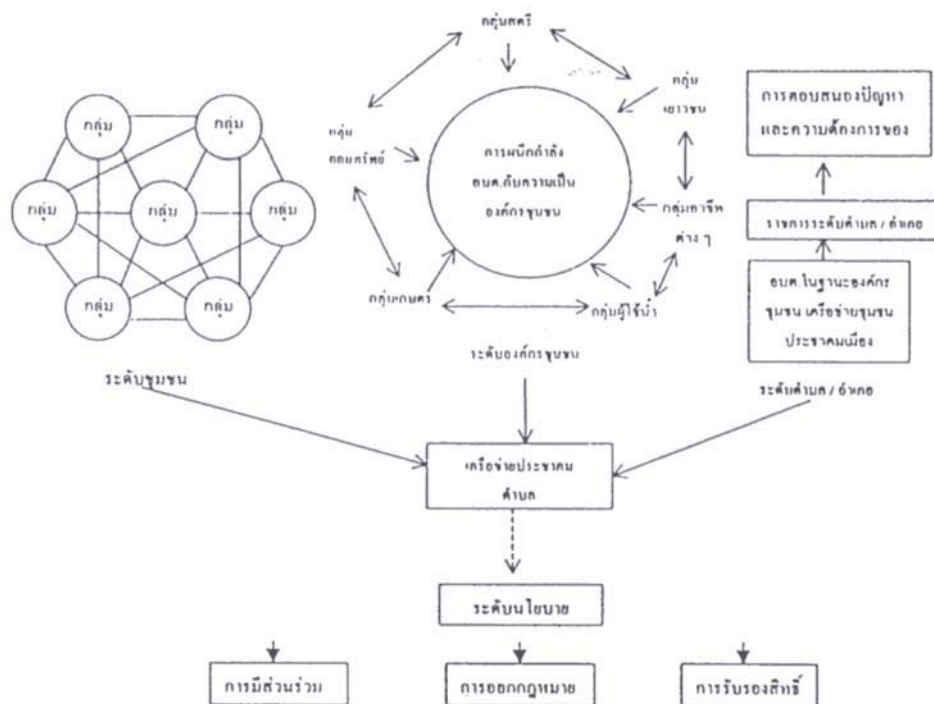 กลุ่ม
กลุ่ม
กลุ่ม
กลุ่ม
กลุ่ม
กลุ่ม
กลุ่ม
ระดับชุมชน
กลุ่มสตรี
กลุ่ม
เยาวชน
กลุ่ม
ออมทรัพย์
การผนึกกำลัง
อบต.กับความเป็น
องค์กรชุมชน
กลุ่มอาชีพ
ต่าง ๆ
กลุ่มเกษตร
กลุ่มผู้ใช้น้ำ
ระดับองค์กรชุมชน
การตอบสนองปัญหา
และความต้องการของ
ราชการระดับตำบล / อำเภอ
อบต.ในฐานะองค์กร
ชุมชน เครือข่ายชุมชน
ประชาคมเมือง
ระดับตำบล / อำเภอ
เครือข่ายประชาคม
ตำบล
ระดับนโยบาย
การมีส่วนร่วม
การออกกฎหมาย
การรับรองสิทธิ์